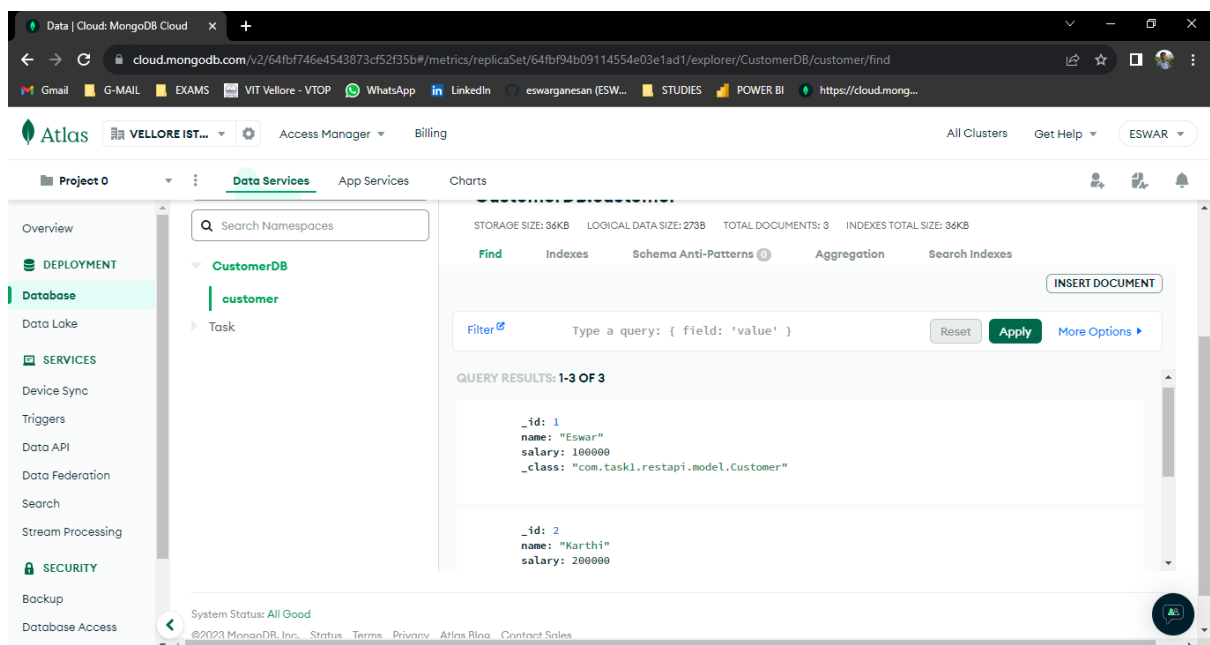 Data | Cloud: MongoDB Cloud
cloud.mongodb.com/v2/64fbf746e4543873cf52f35b#/metrics/replicaSet/64fbf94b09114554e03e1ad1/explorer/CustomerDB/customer/find
Gmail G-MAIL EXAMS VIT Vellore - VTOP WhatsApp LinkedIn eswarganesan (ESW... STUDIES POWER BI https://cloud.mong...
Atlas VELLORE IST... Access Manager Billing All Clusters Get Help ESWAR
Project 0 Data Services App Services Charts
Overview
DEPLOYMENT
Database
Data Lake
SERVICES
Device Sync
Triggers
Data API
Data Federation
Search
Stream Processing
SECURITY
Backup
Database Access
Search Namespaces
CustomerDB
customer
Task
CustomerDB.customer
STORAGE SIZE: 36KB LOGICAL DATA SIZE: 273B TOTAL DOCUMENTS: 3 INDEXES TOTAL SIZE: 36KB
Find Indexes Schema Anti-Patterns 0 Aggregation Search Indexes
INSERT DOCUMENT
Filter Type a query: { field: 'value' } Reset Apply More Options
QUERY RESULTS: 1-3 OF 3
_id: 1
name: "Eswar"
salary: 100000
_class: "com.task1.restapi.model.Customer"
_id: 2
name: "Karthi"
salary: 200000
System Status: All Good
©2023 MongoDB, Inc. Status Terms Privacy Atlas Blog Contact Sales